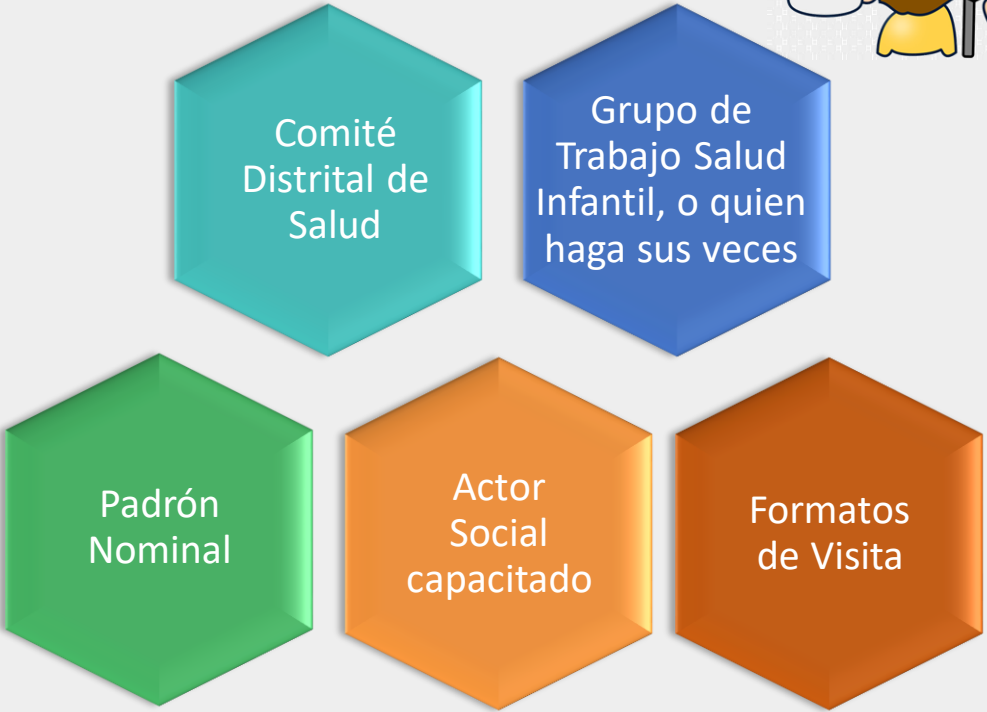 Comité
Distrital de
Salud
Grupo de
Trabajo Salud
Infantil, o quien
haga sus veces
Padrón
Nominal
Actor
Social
capacitado
Formatos
de Visita